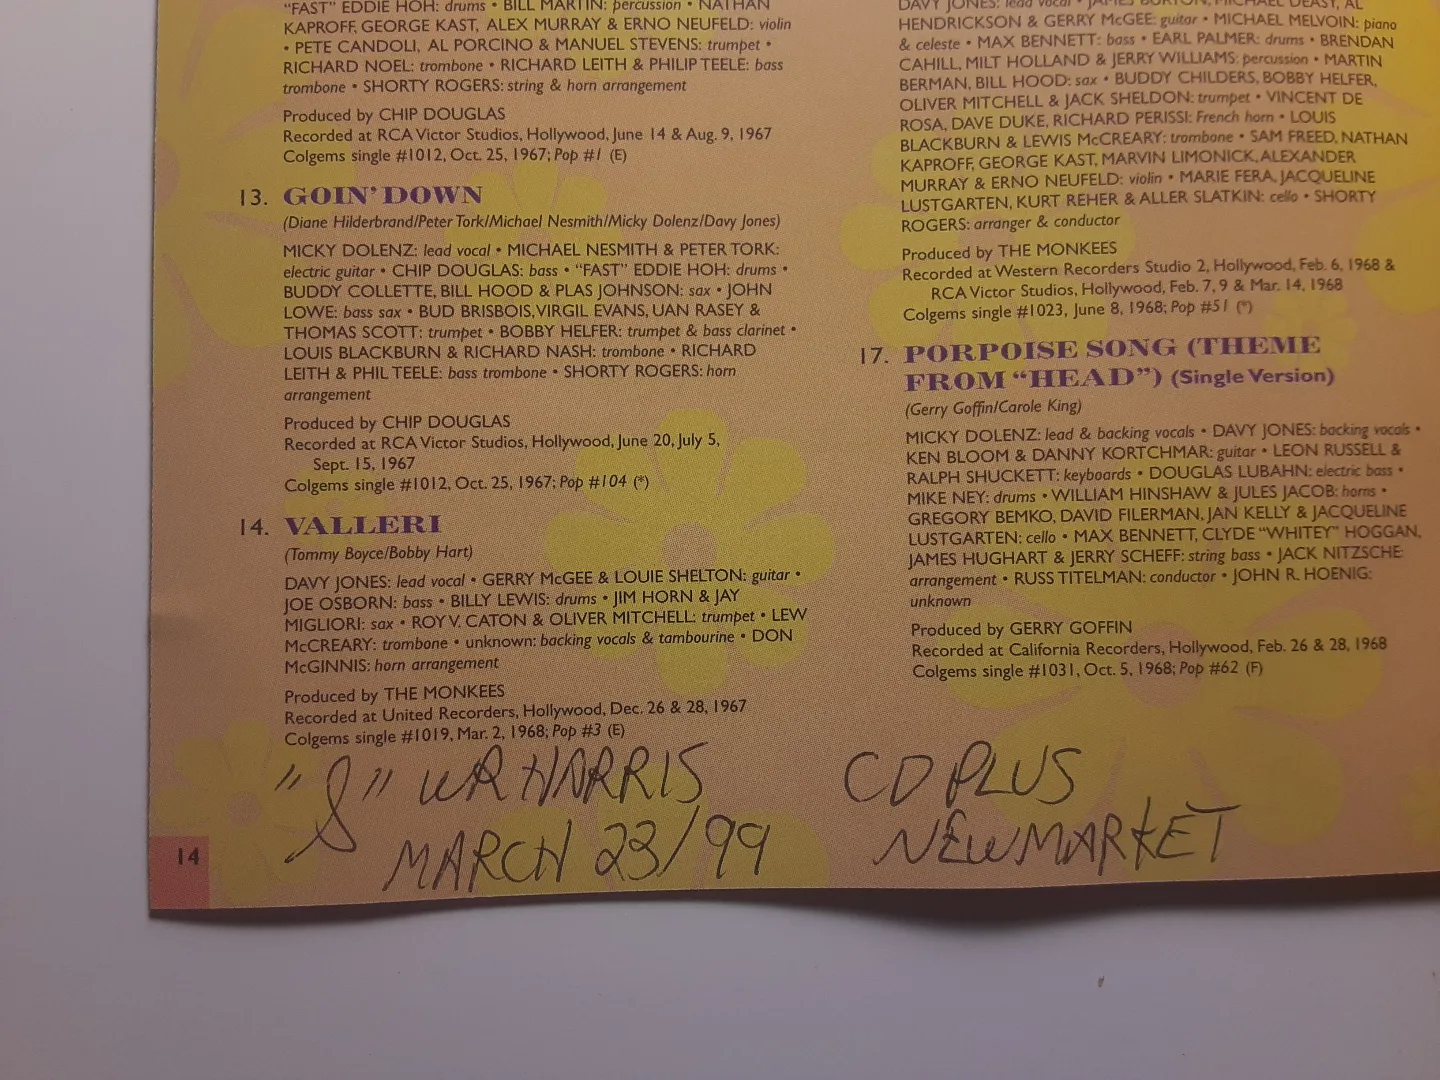 "FAST" EDDIE HOH: drums • BILL MARTIN: percussion • NATHAN
KAPROFF, GEORGE KAST, ALEX MURRAY & ERNO NEUFELD: violin
• PETE CANDOLI, AL PORCINO & MANUEL STEVENS: trumpet •
RICHARD NOEL: trombone • RICHARD LEITH & PHILIP TEELE: bass
trombone • SHORTY ROGERS: string & horn arrangement
Produced by CHIP DOUGLAS
Recorded at RCA Victor Studios, Hollywood, June 14 & Aug. 9, 1967
Colgems single #1012, Oct. 25, 1967; Pop #1 (E)
13. GOIN' DOWN
(Diane Hilderbrand/Peter Tork/Michael Nesmith/Micky Dolenz/Davy Jones)
MICKY DOLENZ: lead vocal • MICHAEL NESMITH & PETER TORK:
electric guitar • CHIP DOUGLAS: bass • "FAST" EDDIE HOH: drums •
BUDDY COLLETTE, BILL HOOD & PLAS JOHNSON: sax • JOHN
LOWE: bass sax • BUD BRISBOIS, VIRGIL EVANS, UAN RASEY &
THOMAS SCOTT: trumpet • BOBBY HELFER: trumpet & bass clarinet •
LOUIS BLACKBURN & RICHARD NASH: trombone • RICHARD
LEITH & PHIL TEELE: bass trombone • SHORTY ROGERS: horn
arrangement
Produced by CHIP DOUGLAS
Recorded at RCA Victor Studios, Hollywood, June 20, July 5,
Sept. 15, 1967
Colgems single #1012, Oct. 25, 1967; Pop #104 (*)
14. VALLERI
(Tommy Boyce/Bobby Hart)
DAVY JONES: lead vocal • GERRY McGEE & LOUIE SHELTON: guitar •
JOE OSBORN: bass • BILLY LEWIS: drums • JIM HORN & JAY
MIGLIORI: sax • ROY V. CATON & OLIVER MITCHELL: trumpet • LEW
McCREARY: trombone • unknown: backing vocals & tambourine • DON
McGINNIS: horn arrangement
Produced by THE MONKEES
Recorded at United Recorders, Hollywood, Dec. 26 & 28, 1967
Colgems single #1019, Mar. 2, 1968; Pop #3 (E)
"S" WR HARRIS
MARCH 23/99
14
DAVY JONES: lead vocal • JAMES BURTON, MICHAEL DEASY, AL
HENDRICKSON & GERRY McGEE: guitar • MICHAEL MELVOIN: piano
& celeste • MAX BENNETT: bass • EARL PALMER: drums • BRENDAN
CAHILL, MILT HOLLAND & JERRY WILLIAMS: percussion • MARTIN
BERMAN, BILL HOOD: sax • BUDDY CHILDERS, BOBBY HELFER,
OLIVER MITCHELL & JACK SHELDON: trumpet • VINCENT DE
ROSA, DAVE DUKE, RICHARD PERISSI: French horn • LOUIS
BLACKBURN & LEWIS McCREARY: trombone • SAM FREED, NATHAN
KAPROFF, GEORGE KAST, MARVIN LIMONICK, ALEXANDER
MURRAY & ERNO NEUFELD: violin • MARIE FERA, JACQUELINE
LUSTGARTEN, KURT REHER & ALLER SLATKIN: cello • SHORTY
ROGERS: arranger & conductor
Produced by THE MONKEES
Recorded at Western Recorders Studio 2, Hollywood, Feb. 6, 1968 &
RCA Victor Studios, Hollywood, Feb. 7, 9 & Mar. 14, 1968
Colgems single #1023, June 8, 1968; Pop #51 (*)
17. PORPOISE SONG (THEME
FROM "HEAD") (Single Version)
(Gerry Goffin/Carole King)
MICKY DOLENZ: lead & backing vocals • DAVY JONES: backing vocals •
KEN BLOOM & DANNY KORTCHMAR: guitar • LEON RUSSELL &
RALPH SHUCKETT: keyboards • DOUGLAS LUBAHN: electric bass •
MIKE NEY: drums • WILLIAM HINSHAW & JULES JACOB: horns •
GREGORY BEMKO, DAVID FILERMAN, JAN KELLY & JACQUELINE
LUSTGARTEN: cello • MAX BENNETT, CLYDE "WHITEY" HOGGAN,
JAMES HUGHART & JERRY SCHEFF: string bass • JACK NITZSCHE:
arrangement • RUSS TITELMAN: conductor • JOHN R. HOENIG:
unknown
Produced by GERRY GOFFIN
Recorded at California Recorders, Hollywood, Feb. 26 & 28, 1968
Colgems single #1031, Oct. 5, 1968; Pop #62 (F)
CD PLUS
NEWMARKET